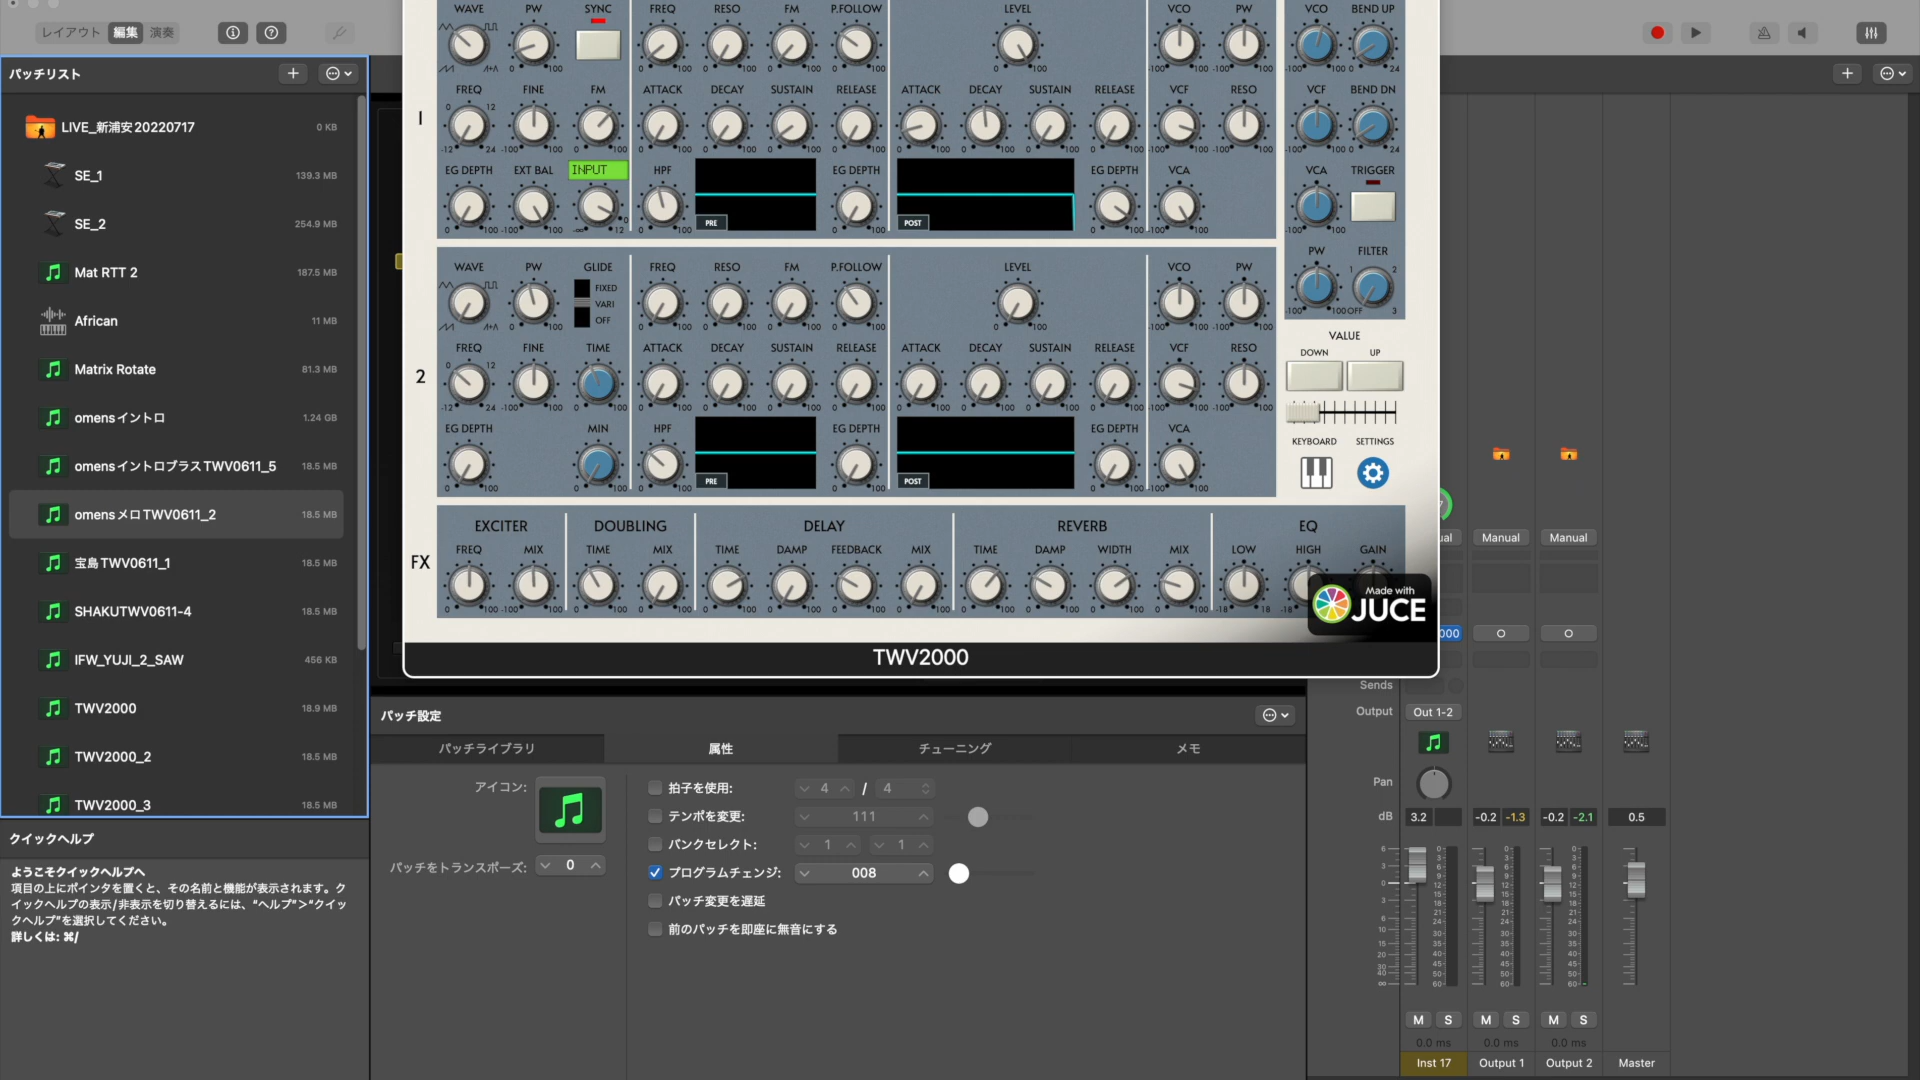 レイアウト 編集 演奏
パッチリスト
LIVE_新浦安20220717 0 KB
SE_1 139.3 MB
SE_2 254.9 MB
Mat RTT 2 187.5 MB
African 11 MB
Matrix Rotate 81.3 MB
omensイントロ 1.24 GB
omensイントロブラスTWV0611_5 18.5 MB
omensメロTWV0611_2 18.5 MB
宝島TWV0611_1 18.5 MB
SHAKUTWV0611-4 18.5 MB
IFW_YUJI_2_SAW 456 KB
TWV2000 18.9 MB
TWV2000_2 18.5 MB
TWV2000_3 18.5 MB
クイックヘルプ
ようこそクイックヘルプへ
項目の上にポインタを置くと、その名前と機能が表示されます。ク
イックヘルプの表示/非表示を切り替えるには、“ヘルプ”>“クイッ
クヘルプ”を選択してください。
詳しくは: ⌘/
WAVE PW SYNC FREQ RESO FM P.FOLLOW LEVEL VCO PW VCO BEND UP
1
FREQ FINE FM ATTACK DECAY SUSTAIN RELEASE ATTACK DECAY SUSTAIN RELEASE VCF RESO VCF BEND DN
EG DEPTH EXT BAL INPUT HPF PRE EG DEPTH POST EG DEPTH VCA VCA TRIGGER
PW FILTER
OFF 1 2 3
2
WAVE PW GLIDE FREQ RESO FM P.FOLLOW LEVEL VCO PW
FIXED
VARI
OFF
FREQ FINE TIME ATTACK DECAY SUSTAIN RELEASE ATTACK DECAY SUSTAIN RELEASE VCF RESO
EG DEPTH MIN HPF PRE EG DEPTH POST EG DEPTH VCA
VALUE
DOWN UP
KEYBOARD SETTINGS
FX
EXCITER DOUBLING DELAY REVERB EQ
FREQ MIX TIME MIX TIME DAMP FEEDBACK MIX TIME DAMP WIDTH MIX LOW HIGH GAIN
Made with
JUCE
TWV2000
パッチ設定
パッチライブラリ 属性 チューニング メモ
アイコン:
パッチをトランスポーズ: 0
拍子を使用: 4 / 4
テンポを変更: 111
バンクセレクト: 1 1
プログラムチェンジ: 008
パッチ変更を遅延
前のパッチを即座に無音にする
Manual Manual
Sends
Output Out 1-2
Pan
dB 3.2 -0.2 -1.3 -0.2 -2.1 0.5
M S M S M S
0.0 ms 0.0 ms 0.0 ms
Inst 17 Output 1 Output 2 Master